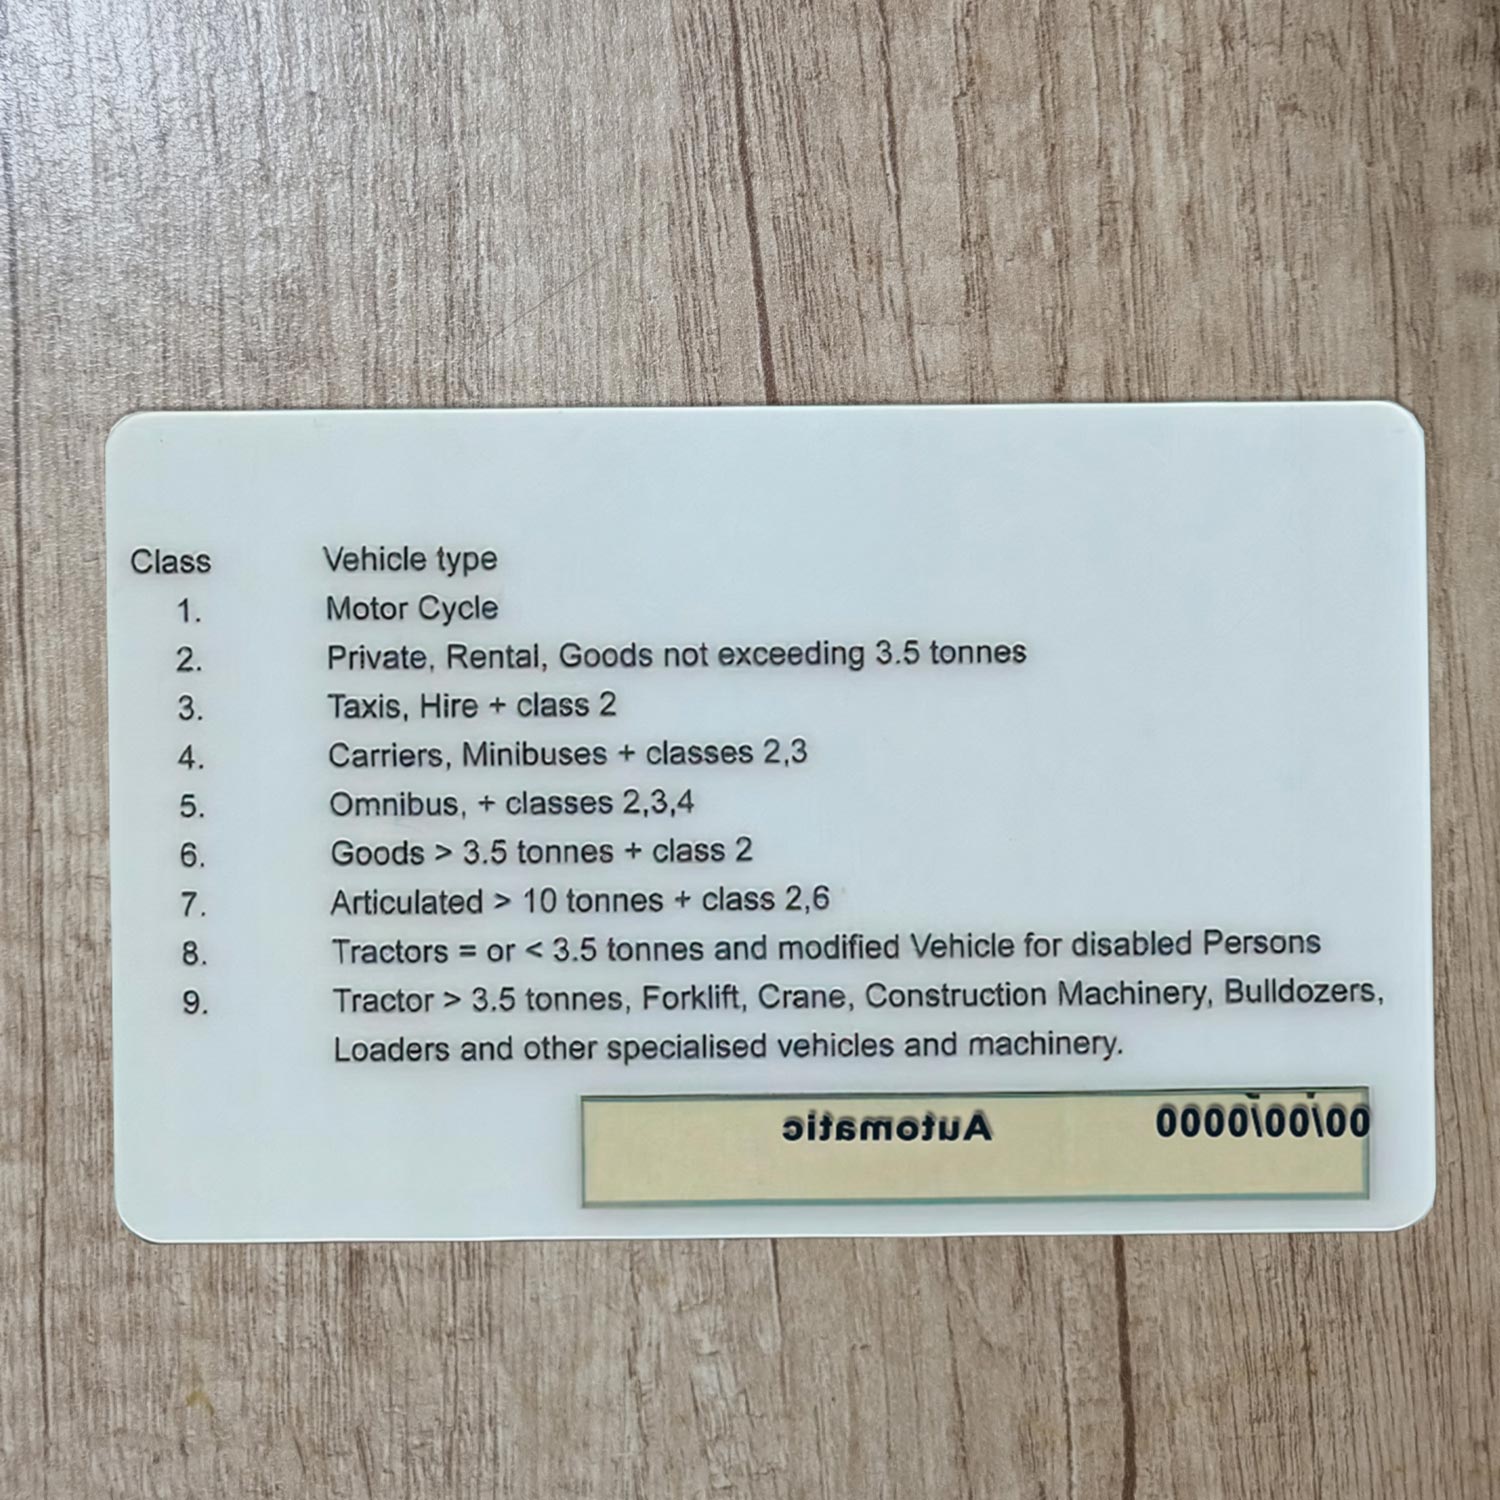 Class Vehicle type
1. Motor Cycle
2. Private, Rental, Goods not exceeding 3.5 tonnes
3. Taxis, Hire + class 2
4. Carriers, Minibuses + classes 2,3
5. Omnibus, + classes 2,3,4
6. Goods > 3.5 tonnes + class 2
7. Articulated > 10 tonnes + class 2,6
8. Tractors = or < 3.5 tonnes and modified Vehicle for disabled Persons
9. Tractor > 3.5 tonnes, Forklift, Crane, Construction Machinery, Bulldozers,
Loaders and other specialised vehicles and machinery.
Automatic 00/00/0000